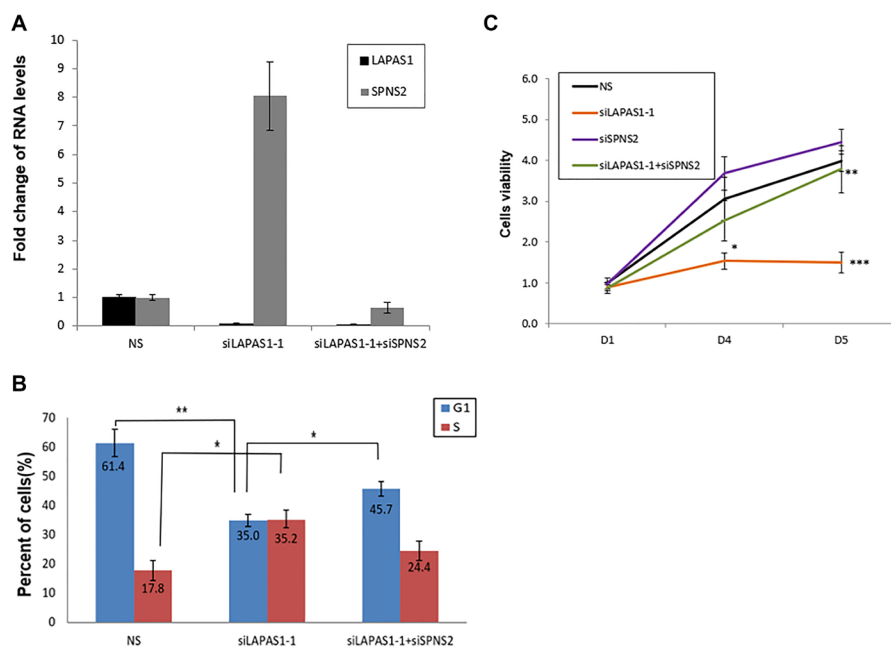 A
Fold change of RNA levels
10
9
8
7
6
5
4
3
2
1
0
LAPAS1
SPNS2
NS
siLAPAS1-1
siLAPAS1-1+siSPNS2
C
Cells viability
6.0
5.0
4.0
3.0
2.0
1.0
0.0
NS
siLAPAS1-1
siSPNS2
siLAPAS1-1+siSPNS2
**
*
***
D1
D4
D5
B
Percent of cells(%)
70
60
50
40
30
20
10
0
G1
S
**
*
*
61.4
17.8
35.0
35.2
45.7
24.4
NS
siLAPAS1-1
siLAPAS1-1+siSPNS2